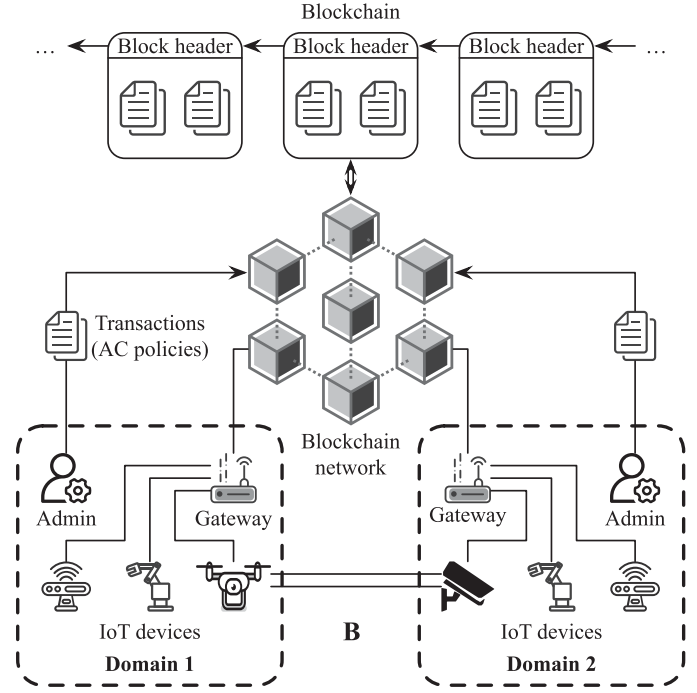 Blockchain
... Block header Block header Block header ...
Transactions
(AC policies)
Blockchain
network
Admin Gateway Gateway Admin
IoT devices B IoT devices
Domain 1 Domain 2